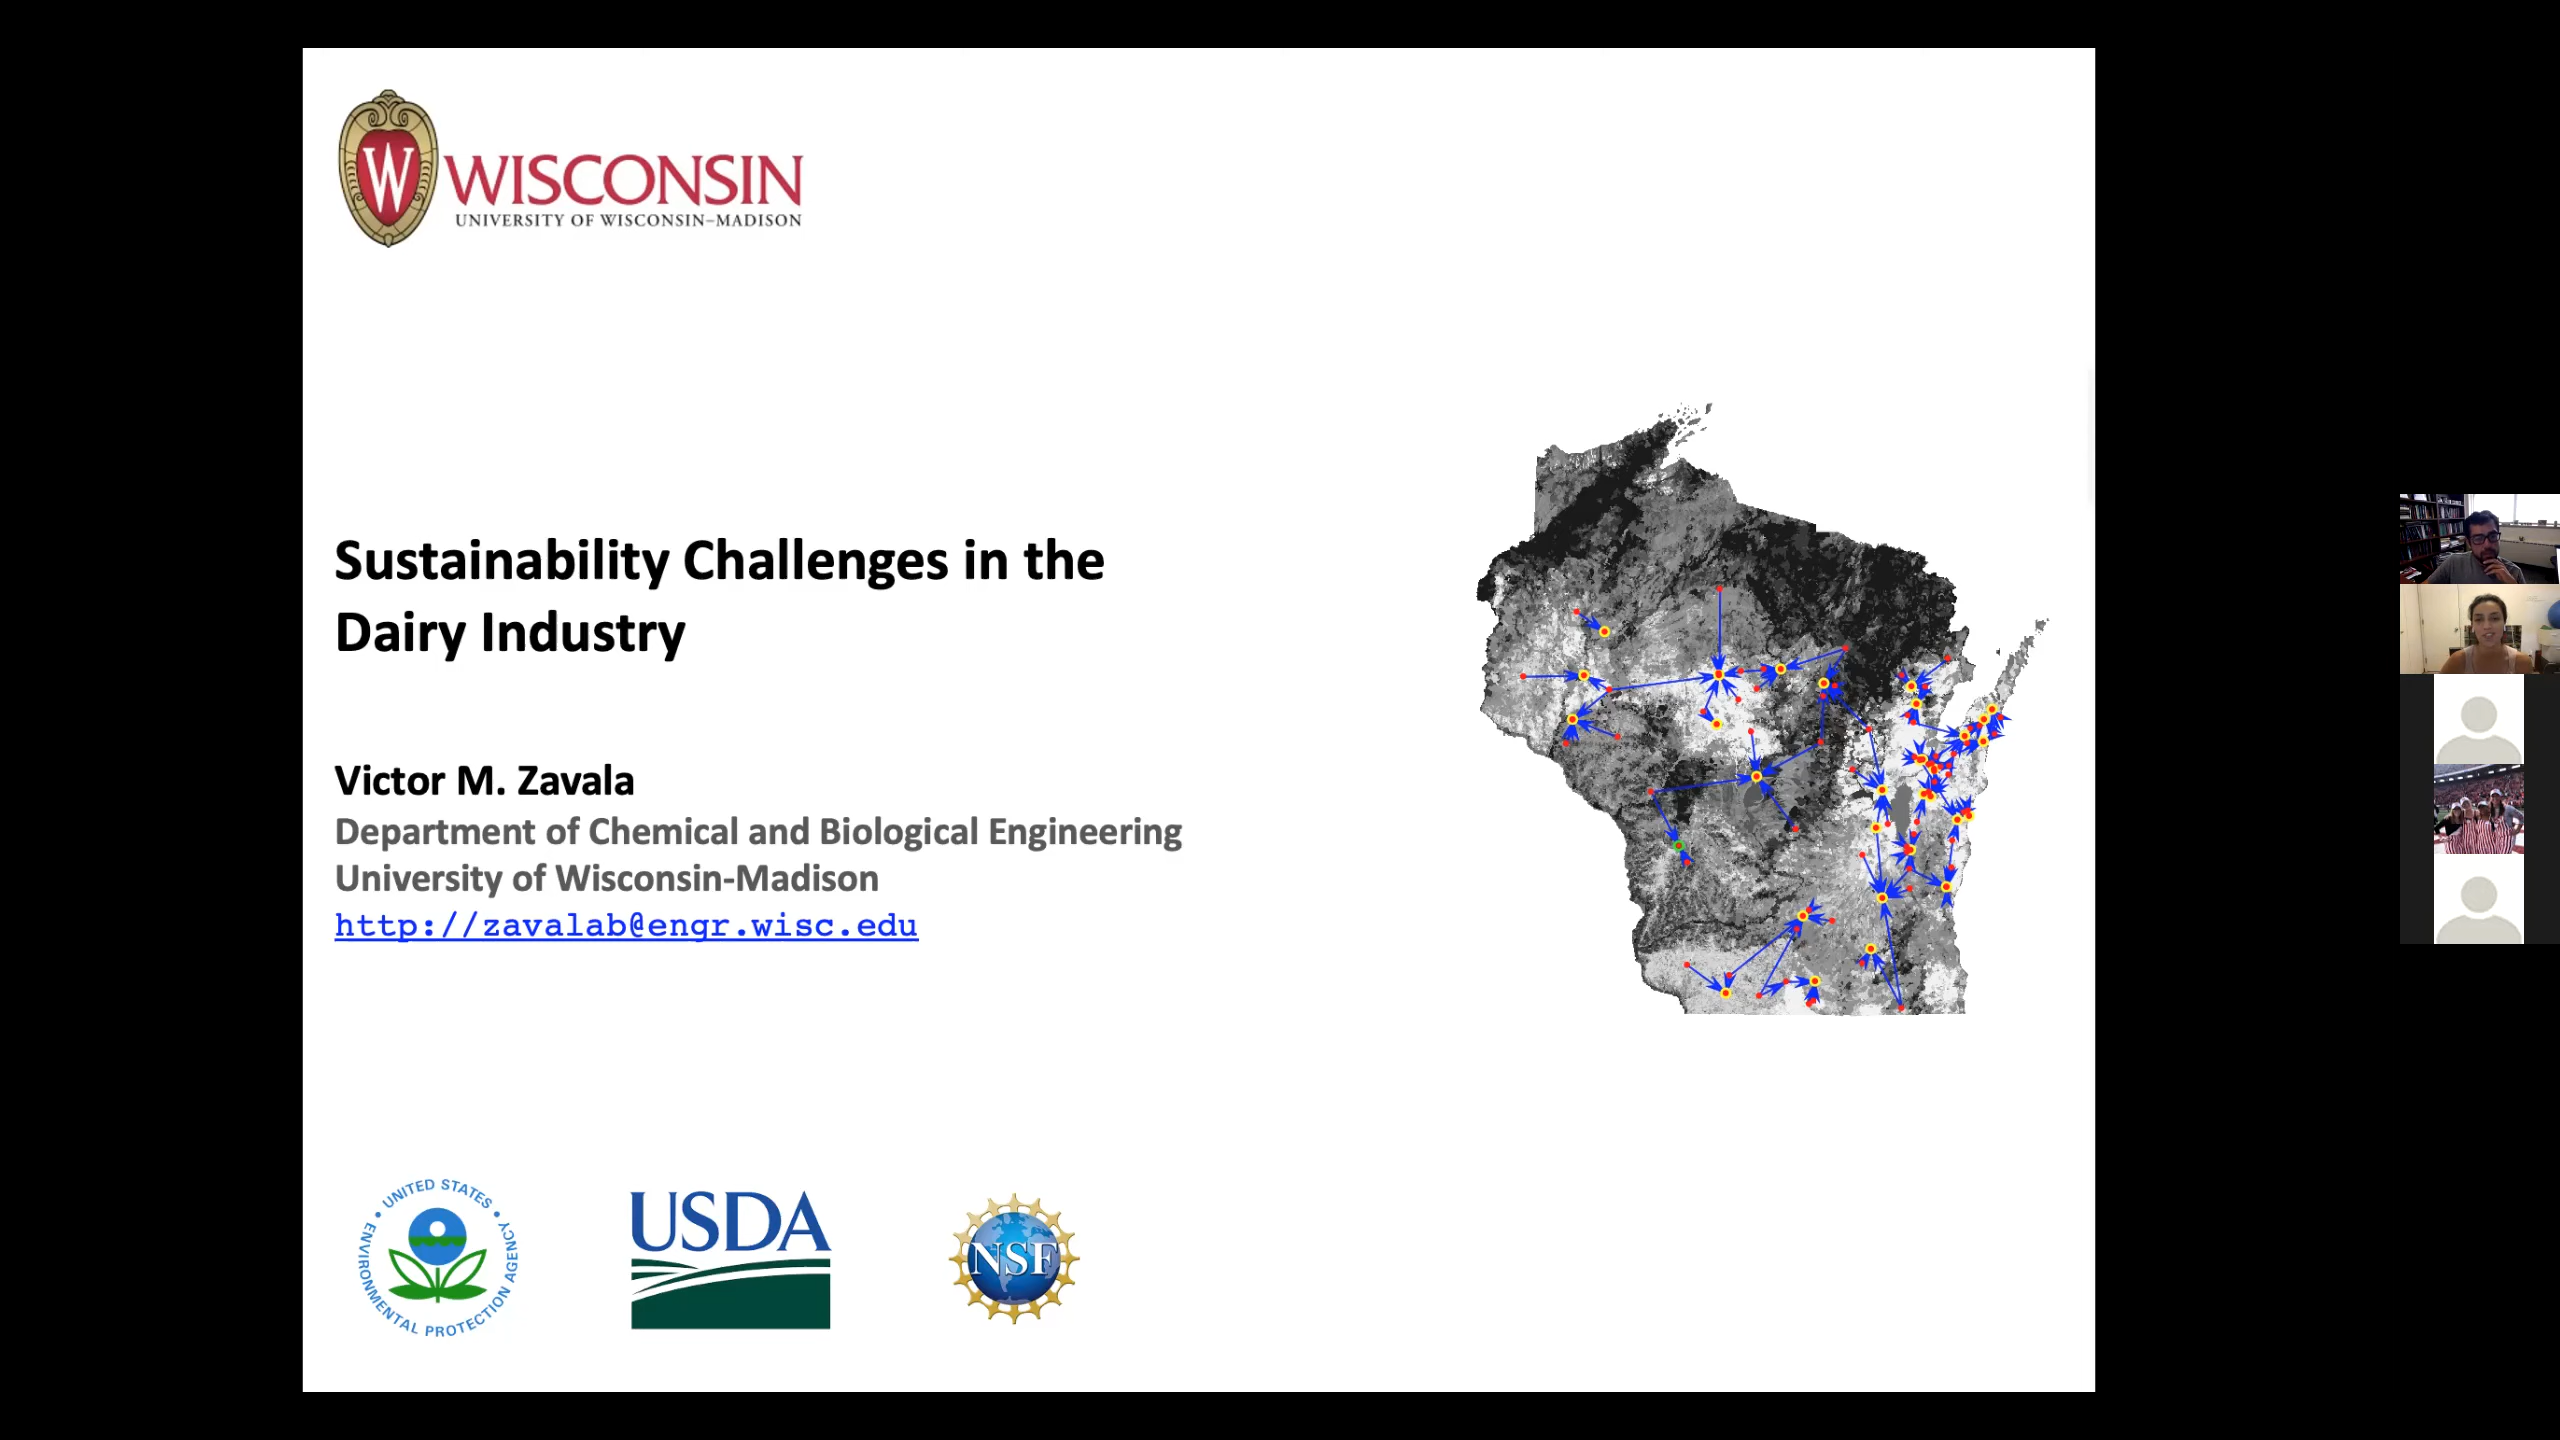 W
WISCONSIN
UNIVERSITY OF WISCONSIN–MADISON
Sustainability Challenges in the
Dairy Industry
Victor M. Zavala
Department of Chemical and Biological Engineering
University of Wisconsin-Madison
http://zavalab@engr.wisc.edu
UNITED STATES • ENVIRONMENTAL PROTECTION AGENCY •
USDA
NSF